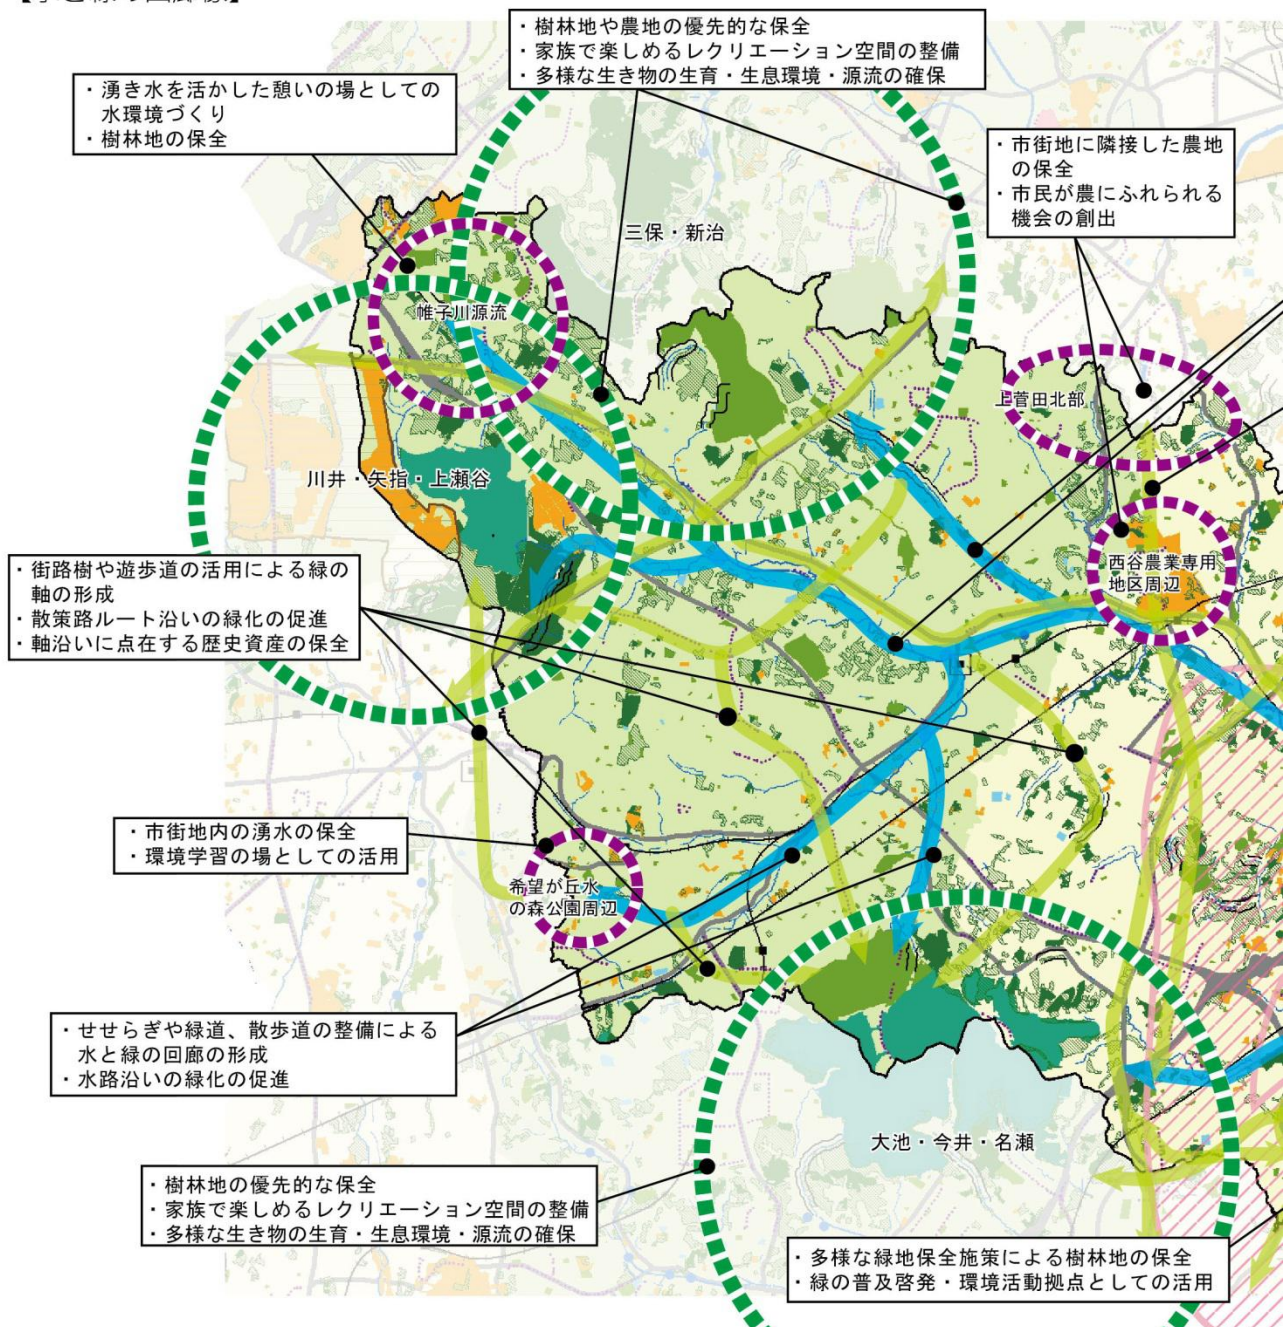 ・樹林地や農地の優先的な保全
・家族で楽しめるレクリエーション空間の整備
・多様な生き物の生育・生息環境・源流の確保
・湧き水を活かした憩いの場としての
水環境づくり
・樹林地の保全
・市街地に隣接した農地
の保全
・市民が農にふれられる
機会の創出
三保・新治
帷子川源流
上菅田北部
川井・矢指・上瀬谷
西谷農業専用
地区周辺
・街路樹や遊歩道の活用による緑の
軸の形成
・散策路ルート沿いの緑化の促進
・軸沿いに点在する歴史資産の保全
・市街地内の湧水の保全
・環境学習の場としての活用
希望が丘水
の森公園周辺
・せせらぎや緑道、散歩道の整備による
水と緑の回廊の形成
・水路沿いの緑化の促進
大池・今井・名瀬
・樹林地の優先的な保全
・家族で楽しめるレクリエーション空間の整備
・多様な生き物の生育・生息環境・源流の確保
・多様な緑地保全施策による樹林地の保全
・緑の普及啓発・環境活動拠点としての活用